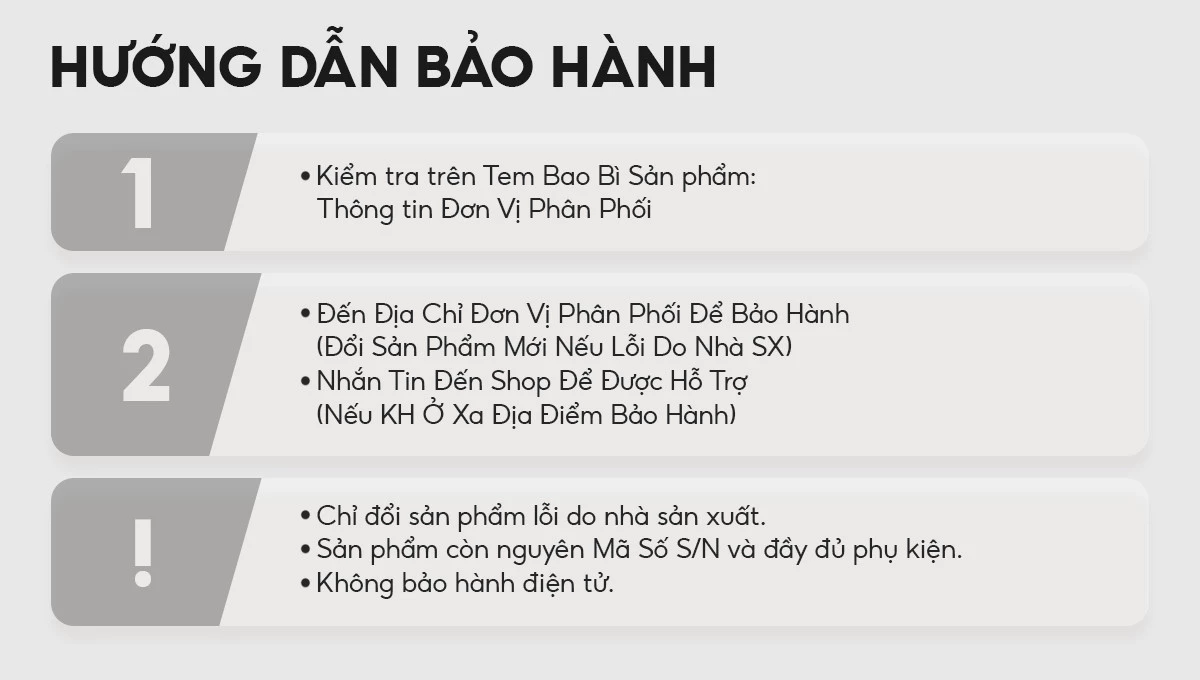 HƯỚNG DẪN BẢO HÀNH
1
• Kiểm tra trên Tem Bao Bì Sản phẩm:
Thông tin Đơn Vị Phân Phối
2
• Đến Địa Chỉ Đơn Vị Phân Phối Để Bảo Hành
(Đổi Sản Phẩm Mới Nếu Lỗi Do Nhà SX)
• Nhắn Tin Đến Shop Để Được Hỗ Trợ
(Nếu KH Ở Xa Địa Điểm Bảo Hành)
!
• Chỉ đổi sản phẩm lỗi do nhà sản xuất.
• Sản phẩm còn nguyên Mã Số S/N và đầy đủ phụ kiện.
• Không bảo hành điện tử.